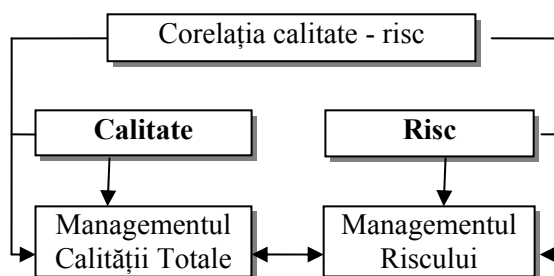 Corelația calitate - risc
Calitate
Risc
Managementul
Calității Totale
Managementul
Riscului